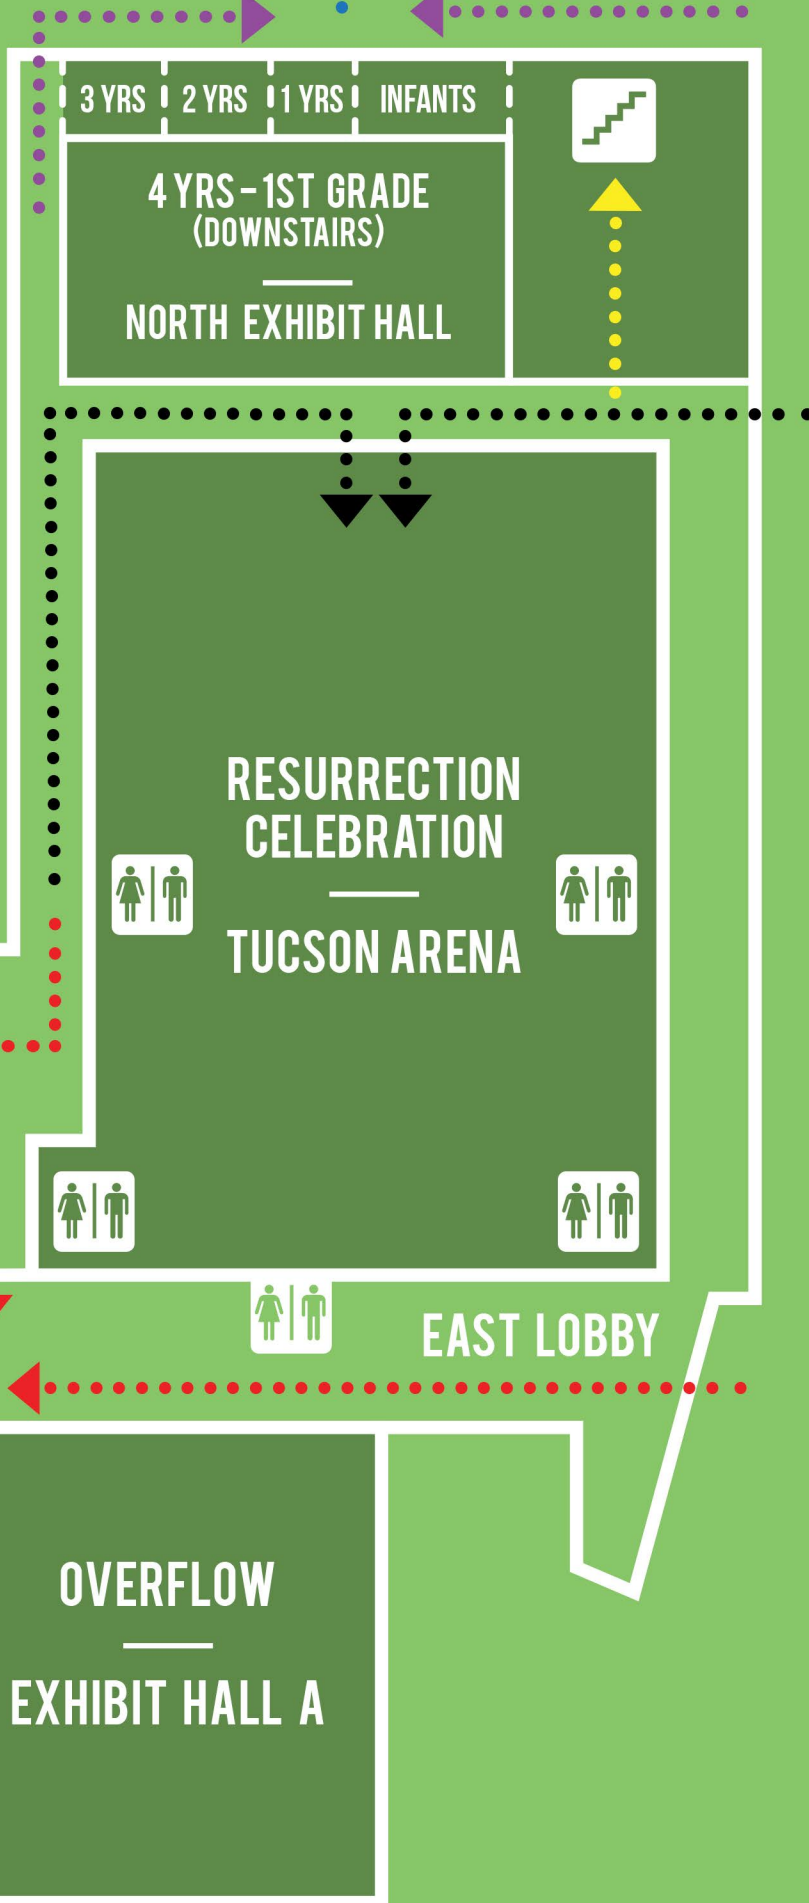 3 YRS
2 YRS
1 YRS
INFANTS
4 YRS-1ST GRADE
(DOWNSTAIRS)
NORTH EXHIBIT HALL
RESURRECTION
CELEBRATION
TUCSON ARENA
EAST LOBBY
OVERFLOW
EXHIBIT HALL A